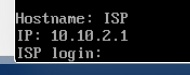 Hostname: ISP
IP: 10.10.2.1
ISP login: